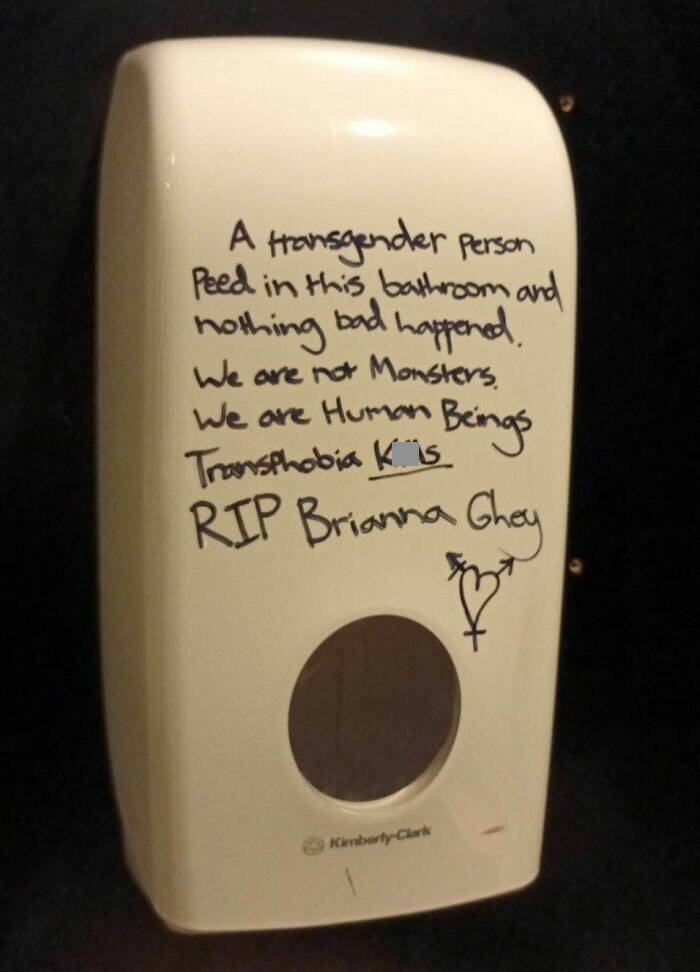 A transgender person
Peed in this bathroom and
nothing bad happened.
We are not Monsters.
We are Human Beings
Transphobia
RIP Brianna Ghey
Kimberly-Clark